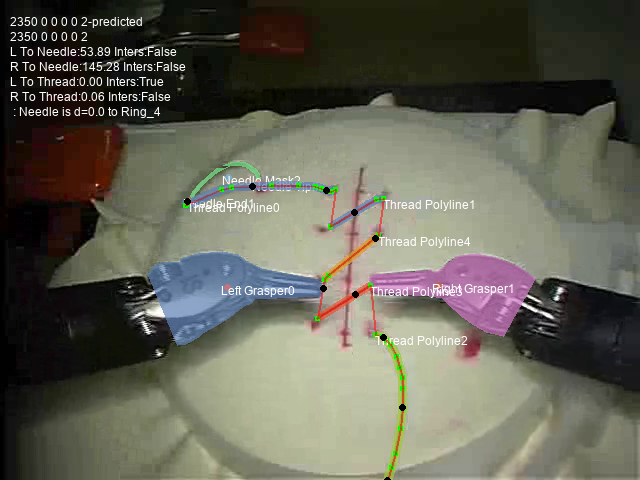 2350 0 0 0 0 2-predicted
2350 0 0 0 0 2
L To Needle:53.89 Inters:False
R To Needle:145.28 Inters:False
L To Thread:0.00 Inters:True
R To Thread:0.06 Inters:False
: Needle is d=0.0 to Ring_4
Needle Mask2
Thread Polyline0
Thread Polyline1
Thread Polyline4
Left Grasper0
Thread Polyline3
Right Grasper1
Thread Polyline2